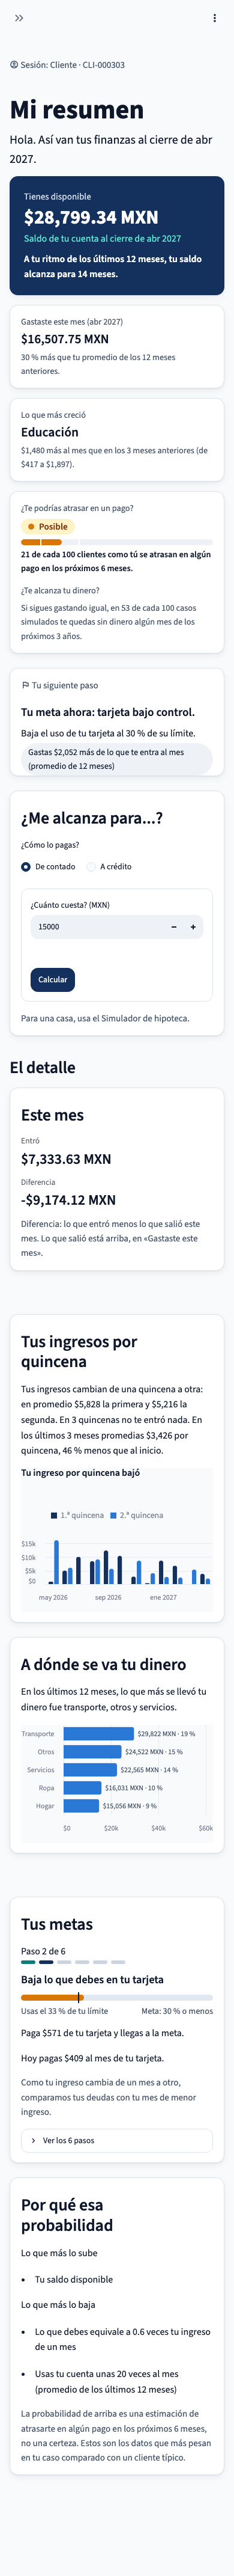 Sesión: Cliente · CLI-000303
Mi resumen
Hola. Así van tus finanzas al cierre de abr
2027.
Tienes disponible
$28,799.34 MXN
Saldo de tu cuenta al cierre de abr 2027
A tu ritmo de los últimos 12 meses, tu saldo
alcanza para 14 meses.
Gastaste este mes (abr 2027)
$16,507.75 MXN
30 % más que tu promedio de los 12 meses
anteriores.
Lo que más creció
Educación
$1,480 más al mes que en los 3 meses anteriores (de
$417 a $1,897).
¿Te podrías atrasar en un pago?
Posible
21 de cada 100 clientes como tú se atrasan en algún
pago en los próximos 6 meses.
¿Te alcanza tu dinero?
Si sigues gastando igual, en 53 de cada 100 casos
simulados te quedas sin dinero algún mes de los
próximos 3 años.
Tu siguiente paso
Tu meta ahora: tarjeta bajo control.
Baja el uso de tu tarjeta al 30 % de su límite.
Gastas $2,052 más de lo que te entra al mes
(promedio de 12 meses)
¿Me alcanza para...?
¿Cómo lo pagas?
De contado
A crédito
¿Cuánto cuesta? (MXN)
15000
Calcular
Para una casa, usa el Simulador de hipoteca.
El detalle
Este mes
Entró
$7,333.63 MXN
Diferencia
-$9,174.12 MXN
Diferencia: lo que entró menos lo que salió este
mes. Lo que salió está arriba, en «Gastaste este
mes».
Tus ingresos por
quincena
Tus ingresos cambian de una quincena a otra:
en promedio $5,828 la primera y $5,216 la
segunda. En 3 quincenas no te entró nada. En
los últimos 3 meses promedias $3,426 por
quincena, 46 % menos que al inicio.
Tu ingreso por quincena bajó
1.ª quincena
2.ª quincena
$15k
$10k
$5k
$0
may 2026
sep 2026
ene 2027
A dónde se va tu dinero
En los últimos 12 meses, lo que más se llevó tu
dinero fue transporte, otros y servicios.
Transporte
$29,822 MXN · 19 %
Otros
$24,522 MXN · 15 %
Servicios
$22,565 MXN · 14 %
Ropa
$16,031 MXN · 10 %
Hogar
$15,056 MXN · 9 %
$0
$20k
$40k
$60k
Tus metas
Paso 2 de 6
Baja lo que debes en tu tarjeta
Usas el 33 % de tu límite
Meta: 30 % o menos
Paga $571 de tu tarjeta y llegas a la meta.
Hoy pagas $409 al mes de tu tarjeta.
Como tu ingreso cambia de un mes a otro,
comparamos tus deudas con tu mes de menor
ingreso.
Ver los 6 pasos
Por qué esa
probabilidad
Lo que más lo sube
Tu saldo disponible
Lo que más lo baja
Lo que debes equivale a 0.6 veces tu ingreso
de un mes
Usas tu cuenta unas 20 veces al mes
(promedio de los últimos 12 meses)
La probabilidad de arriba es una estimación de
atrasarte en algún pago en los próximos 6 meses,
no una certeza. Estos son los datos que más pesan
en tu caso comparado con un cliente típico.